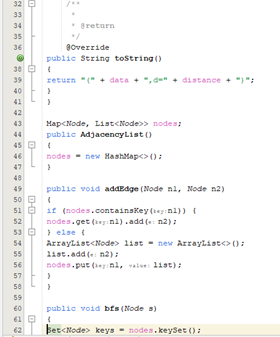 32 /**
33 *
34 * @return
35 */
36 @Override
public String toString()
38 {
39 return "(" + data + ",d=" + distance + ")";
40 }
41 }
42
43 Map<Node, List<Node>> nodes;
44 public AdjacencyList()
45 {
46 nodes = new HashMap<>();
47 }
48
49 public void addEdge(Node n1, Node n2)
50 {
51 if (nodes.containsKey(key:n1)) {
52 nodes.get(key:n1).add(e: n2);
53 } else {
54 ArrayList<Node> list = new ArrayList<>();
55 list.add(e: n2);
56 nodes.put(key:n1, value: list);
57 }
58 }
59
60 public void bfs(Node s)
61 {
62 Set<Node> keys = nodes.keySet();